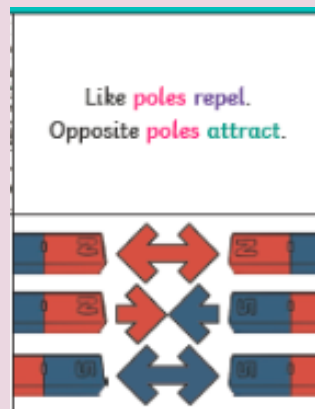 Like poles repel.
Opposite poles attract.
N N
N S
S S